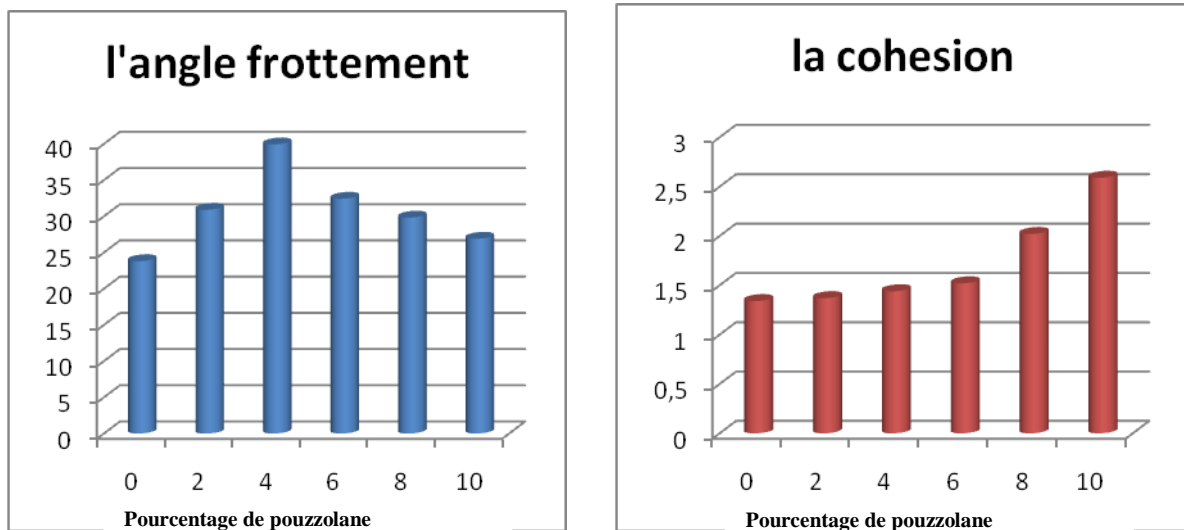 l'angle frottement
40
35
30
25
20
15
10
5
0
0 2 4 6 8 10
Pourcentage de pouzzolane
la cohesion
3
2,5
2
1,5
1
0,5
0
0 2 4 6 8 10
Pourcentage de pouzzolane